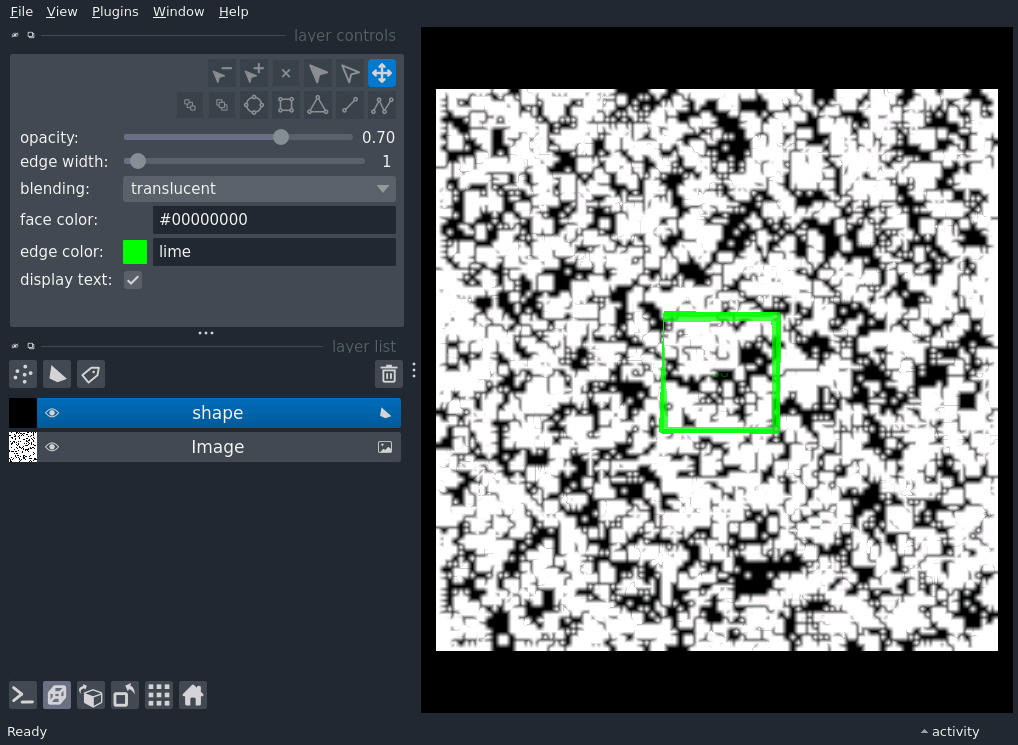 File View Plugins Window Help
layer controls
opacity: 0.70
edge width: 1
blending: translucent
face color: #00000000
edge color: lime
display text:
layer list
shape
Image
Ready
activity